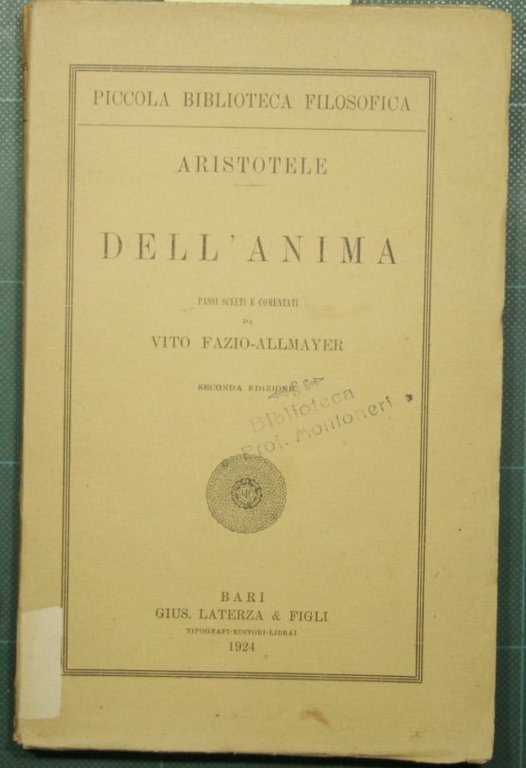 PICCOLA BIBLIOTECA FILOSOFICA
ARISTOTELE
DELL'ANIMA
PASSI SCELTI E COMENTATI
DA
VITO FAZIO-ALLMAYER
SECONDA EDIZIONE
Biblioteca
Prof. Montoneri
BARI
GIUS. LATERZA & FIGLI
TIPOGRAFI-EDITORI-LIBRAI
1924